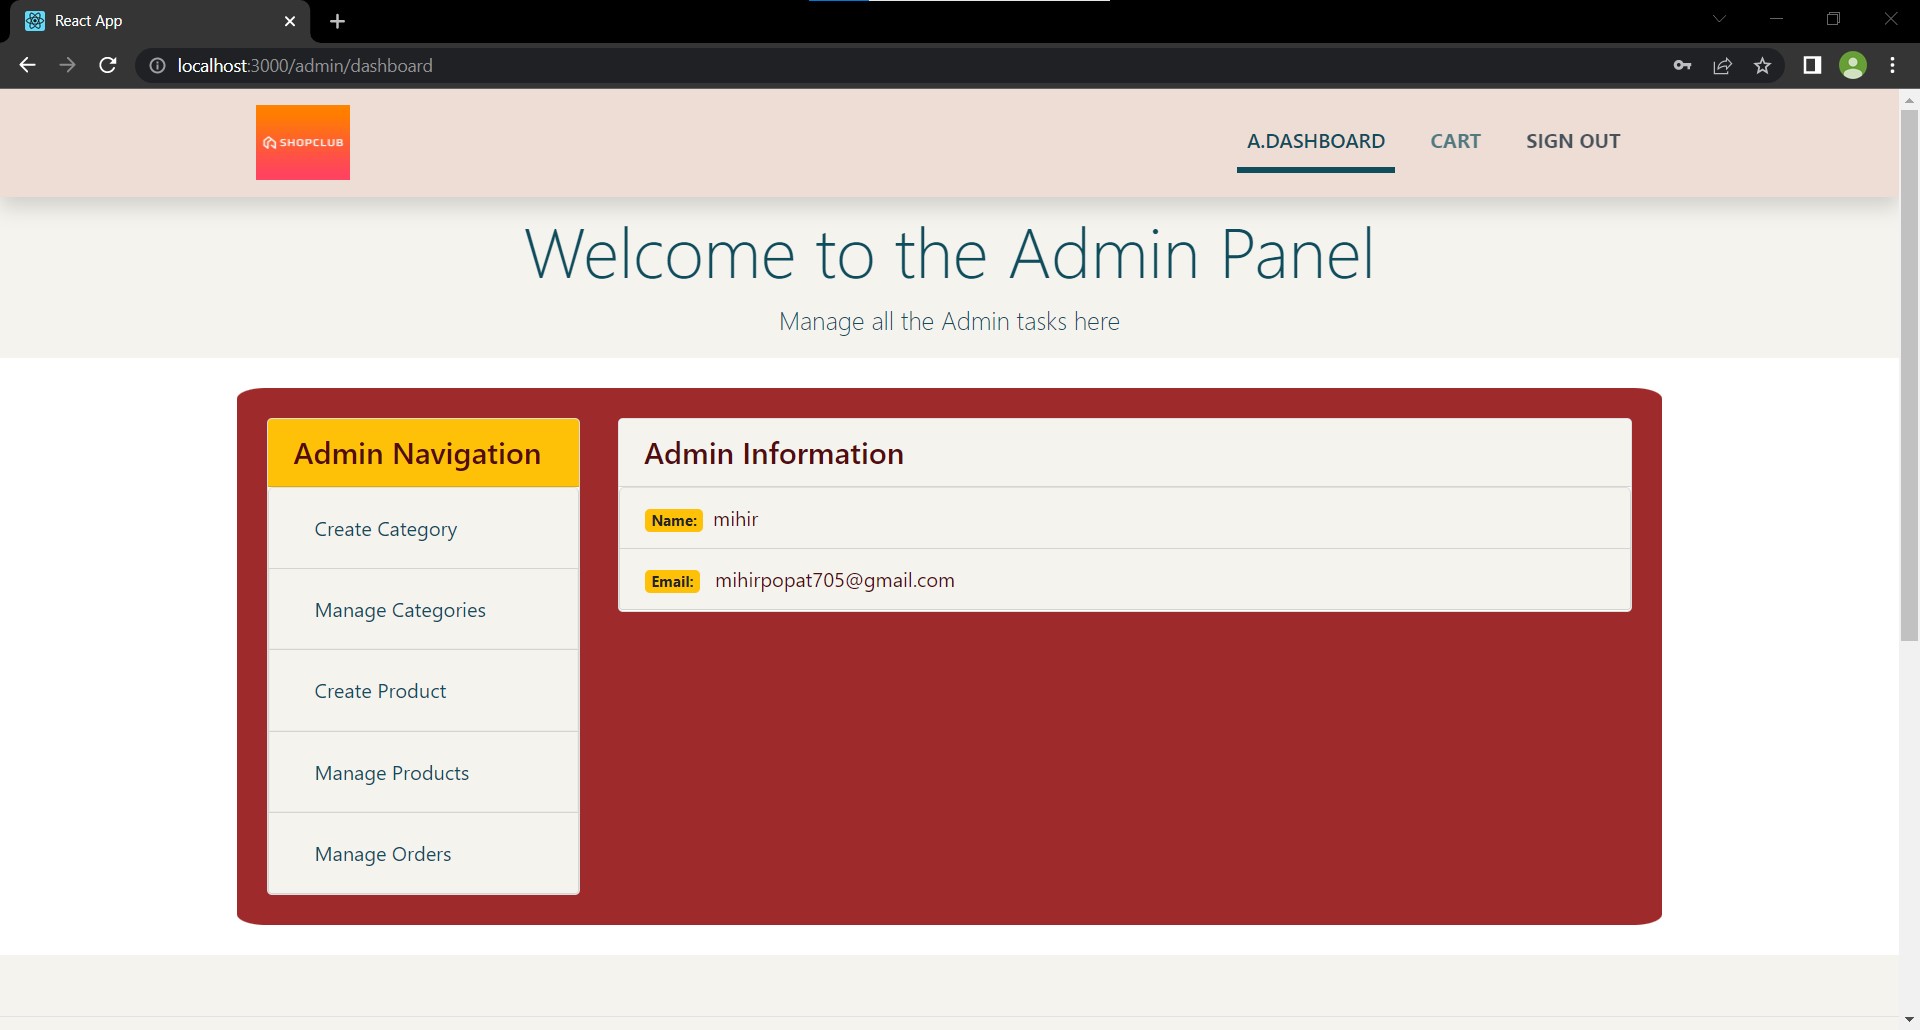 React App
localhost:3000/admin/dashboard
SHOPCLUB
A.DASHBOARD CART SIGN OUT
Welcome to the Admin Panel
Manage all the Admin tasks here
Admin Navigation
Create Category
Manage Categories
Create Product
Manage Products
Manage Orders
Admin Information
Name: mihir
Email: mihirpopat705@gmail.com